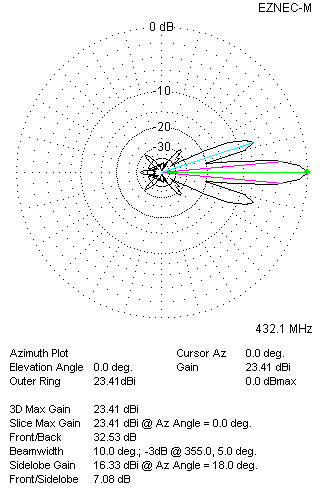 EZNEC-M
0 dB
-10
-20
-30
432.1 MHz
Azimuth Plot Cursor Az 0.0 deg.
Elevation Angle 0.0 deg. Gain 23.41 dBi
Outer Ring 23.41dBi 0.0 dBmax
3D Max Gain 23.41 dBi
Slice Max Gain 23.41 dBi @ Az Angle = 0.0 deg.
Front/Back 32.53 dB
Beamwidth 10.0 deg.; -3dB @ 355.0, 5.0 deg.
Sidelobe Gain 16.33 dBi @ Az Angle = 18.0 deg.
Front/Sidelobe 7.08 dB